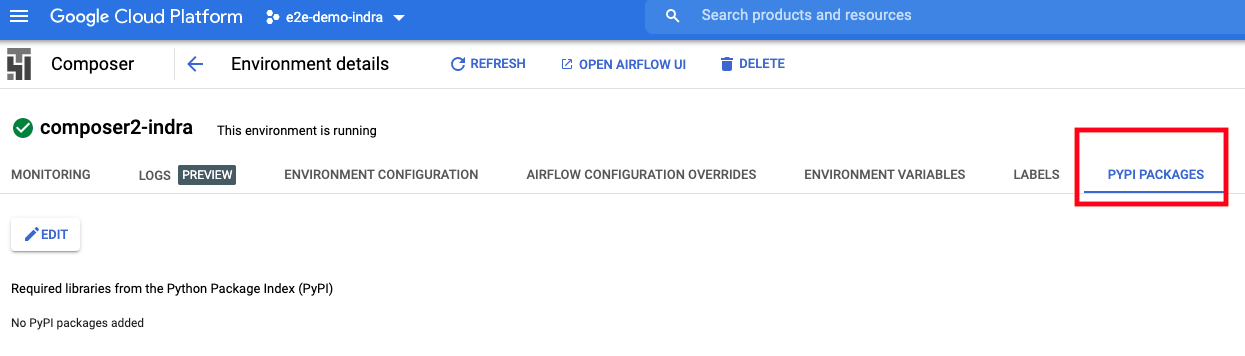 Google Cloud Platform e2e-demo-indra Search products and resources
Composer Environment details REFRESH OPEN AIRFLOW UI DELETE
composer2-indra This environment is running
MONITORING LOGS PREVIEW ENVIRONMENT CONFIGURATION AIRFLOW CONFIGURATION OVERRIDES ENVIRONMENT VARIABLES LABELS PYPI PACKAGES
EDIT
Required libraries from the Python Package Index (PyPI)
No PyPI packages added